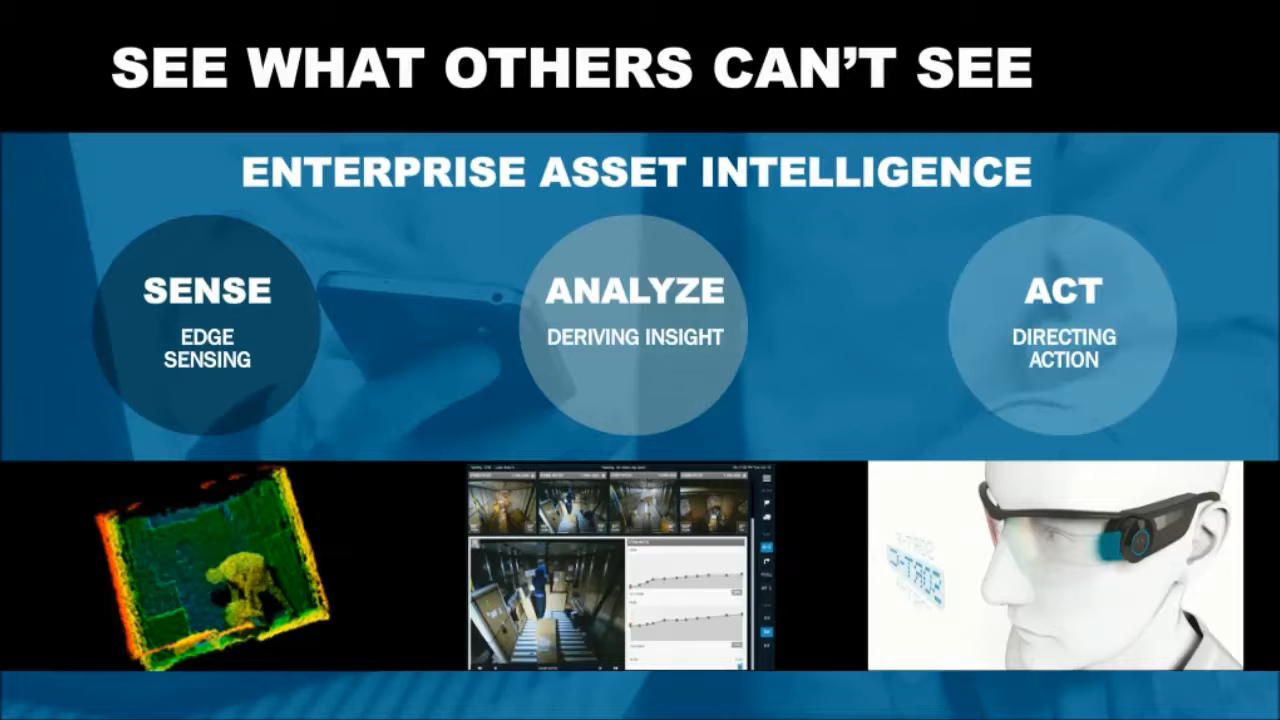 SEE WHAT OTHERS CAN'T SEE
ENTERPRISE ASSET INTELLIGENCE
SENSE
EDGE
SENSING
ANALYZE
DERIVING INSIGHT
ACT
DIRECTING
ACTION